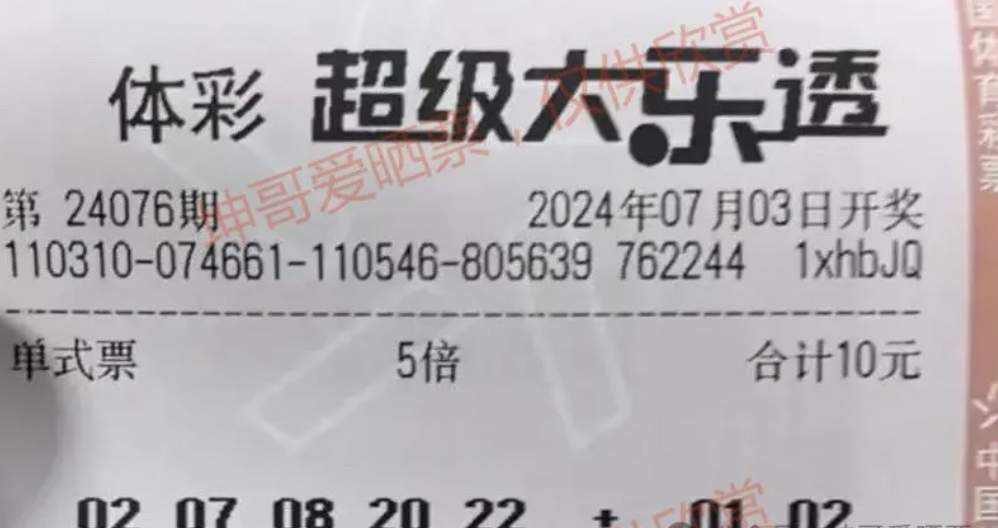 体彩 超级大乐透
坤哥爱晒票,仅供欣赏
第 24076期 2024年07月03日开奖
110310-074661-110546-805639 762244 1xhbJQ
单式票 5倍 合计10元
02 07 08 20 22 + 01 02
国体育彩票
中国